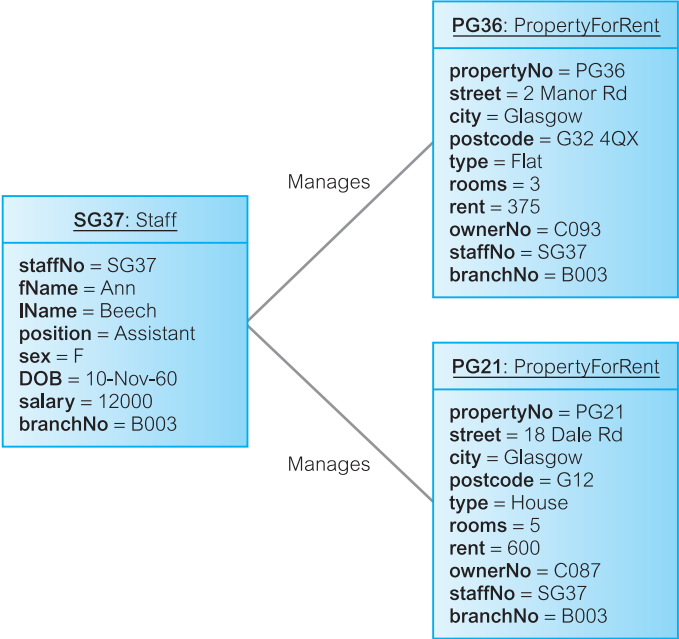 PG36: PropertyForRent
propertyNo = PG36
street = 2 Manor Rd
city = Glasgow
postcode = G32 4QX
type = Flat
rooms = 3
rent = 375
ownerNo = C093
staffNo = SG37
branchNo = B003
Manages
SG37: Staff
staffNo = SG37
fName = Ann
lName = Beech
position = Assistant
sex = F
DOB = 10-Nov-60
salary = 12000
branchNo = B003
Manages
PG21: PropertyForRent
propertyNo = PG21
street = 18 Dale Rd
city = Glasgow
postcode = G12
type = House
rooms = 5
rent = 600
ownerNo = C087
staffNo = SG37
branchNo = B003